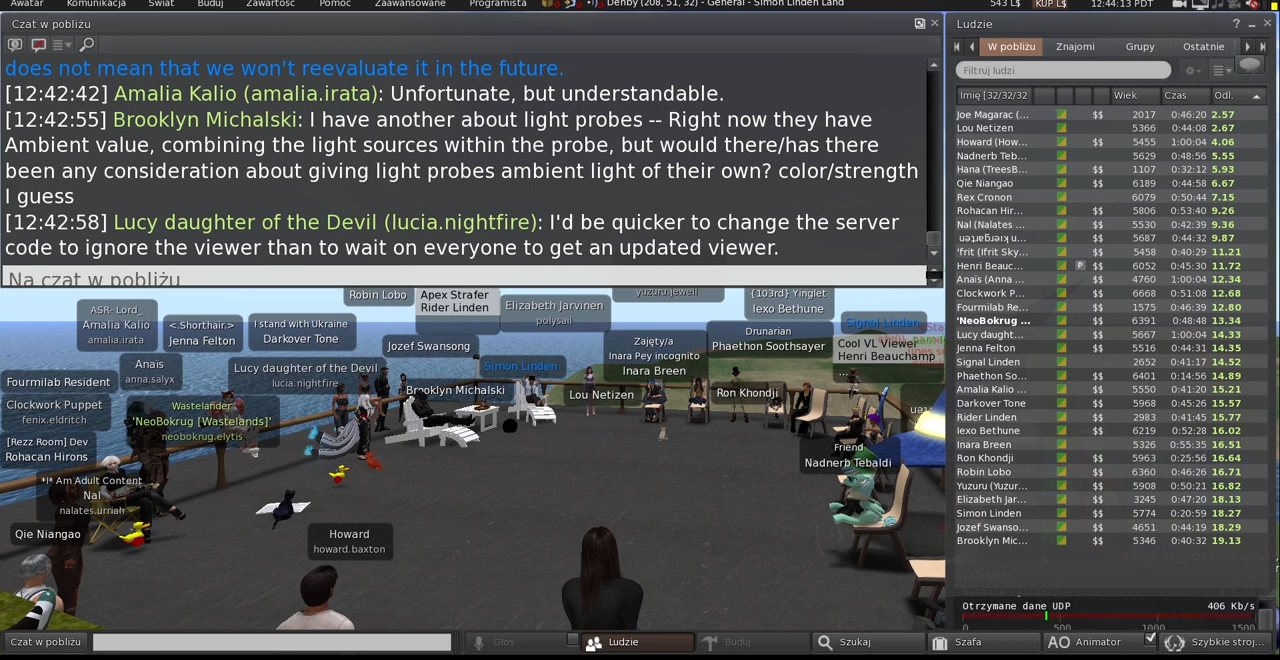 Awatar Komunikacja Świat Buduj Zawartość Pomoc Zaawansowane Programista Denby (208, 51, 32) - General - Simon Linden Land 543 L$ KUP L$ 12:44:13 PDT
Czat w pobliżu
does not mean that we won't reevaluate it in the future.
[12:42:42] Amalia Kalio (amalia.irata): Unfortunate, but understandable.
[12:42:55] Brooklyn Michalski: I have another about light probes -- Right now they have
Ambient value, combining the light sources within the probe, but would there/has there
been any consideration about giving light probes ambient light of their own? color/strength
I guess
[12:42:58] Lucy daughter of the Devil (lucia.nightfire): I'd be quicker to change the server
code to ignore the viewer than to wait on everyone to get an updated viewer.
Na czat w pobliżu
Robin Lobo
Apex Strafer
Rider Linden
Elizabeth Jarvinen
polysail
yuzuru.jewell
{103rd} Yinglet
Iexo Bethune
ASR- Lord_
Amalia Kalio
amalia.irata
<.Shorthair.>
Jenna Felton
I stand with Ukraine
Darkover Tone
Jozef Swansong
Zajęty/a
Inara Pey incognito
Inara Breen
Drunarian
Phaethon Soothsayer
Signal Linden
Cool VL Viewer
Henri Beauchamp
...
Anaïs
anna.salyx
Lucy daughter of the Devil
lucia.nightfire
Simon Linden
Fourmilab Resident
Brooklyn Michalski
Lou Netizen
Ron Khondji
Clockwork Puppet
fenix.eldritch
Wastelander
'NeoBokrug [Wastelands]'
neobokrug.elytis
[Rezz Room] Dev
Rohacan Hirons
Friend
Nadnerb Tebaldi
*I* Am Adult Content
Nal
nalates.urriah
Qie Niangao
Howard
howard.baxton
Ludzie
W pobliżu Znajomi Grupy Ostatnie
Filtruj ludzi
Imię [32/32/32 Wiek Czas Odl.
Joe Magarac (... $$ 2017 0:46:20 2.57
Lou Netizen 5366 0:44:08 2.67
Howard (How... $$ 5455 1:00:04 4.06
Nadnerb Teb... 5629 0:48:56 5.55
Hana (TreesB... $$ 1107 0:32:12 5.93
Qie Niangao $$ 6189 0:44:58 6.67
Rex Cronon 6079 0:50:44 7.15
Rohacan Hir... $$ 5806 0:53:40 9.26
Nal (Nalates ... $$ 5530 0:42:39 9.36
$$ 5687 0:44:32 9.87
'frit (Ifrit Sky... $$ 5458 0:40:29 11.21
Henri Beauc... P $$ 6052 0:45:30 11.72
Anaïs (Anna ... $$ 4760 1:00:04 12.34
Clockwork P... $$ 6668 0:51:08 12.68
Fourmilab Re... $$ 1575 0:46:39 12.80
'NeoBokrug ... $$ 6391 0:48:48 13.34
Lucy daught... $$ 5667 1:00:04 14.33
Jenna Felton $$ 5516 0:44:31 14.35
Signal Linden 2652 0:41:17 14.52
Phaethon So... $$ 6401 0:14:56 14.89
Amalia Kalio ... $$ 5550 0:41:20 15.21
Darkover Tone $$ 5968 0:45:26 15.57
Rider Linden $$ 2983 0:41:45 15.77
Iexo Bethune $$ 6219 0:52:28 16.02
Inara Breen 5326 0:55:35 16.51
Ron Khondji $$ 5963 0:25:56 16.64
Robin Lobo $$ 6360 0:46:26 16.71
Yuzuru (Yuzur... $$ 5908 0:50:21 16.82
Elizabeth Jar... $$ 3245 0:47:20 18.13
Simon Linden $$ 5774 0:20:59 18.27
Jozef Swanso... $$ 4651 0:44:19 18.29
Brooklyn Mic... $$ 5346 0:40:32 19.13
Otrzymane dane UDP 406 Kb/s
0 500 1000 1500
Czat w pobliżu Głos Ludzie Buduj Szukaj Szafa AO Animator Szybkie stroj...